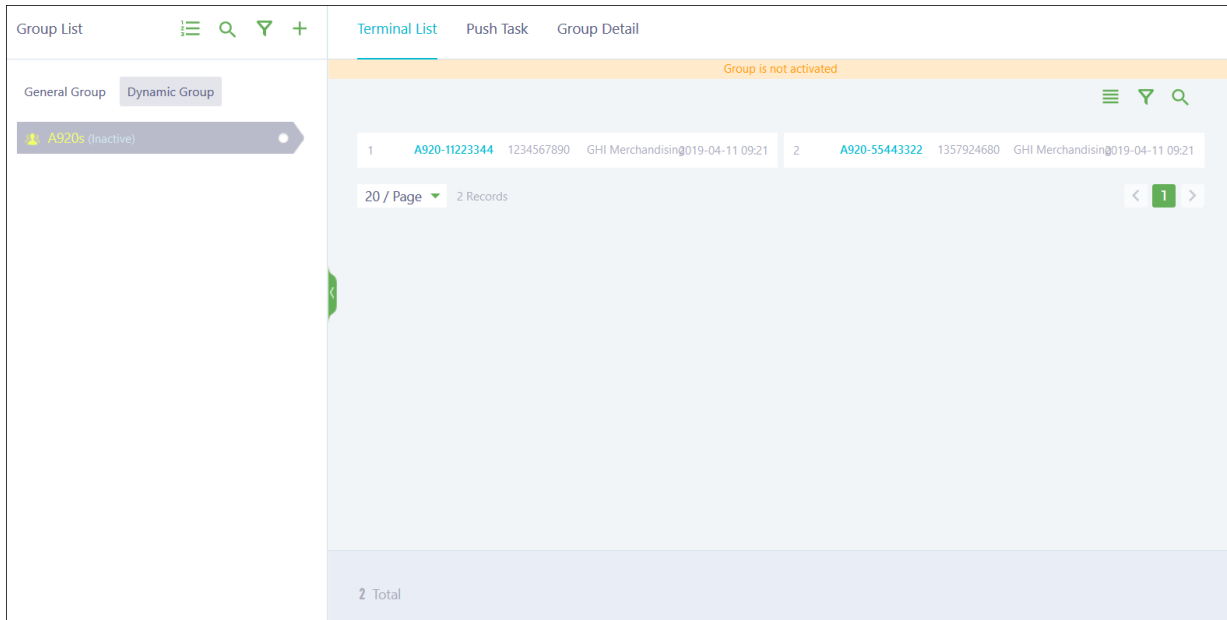 Group List
Terminal List Push Task Group Detail
Group is not activated
General Group Dynamic Group
A920s (Inactive)
1 A920-11223344 1234567890 GHI Merchandising 2019-04-11 09:21 2 A920-55443322 1357924680 GHI Merchandising 2019-04-11 09:21
20 / Page 2 Records
1
2 Total